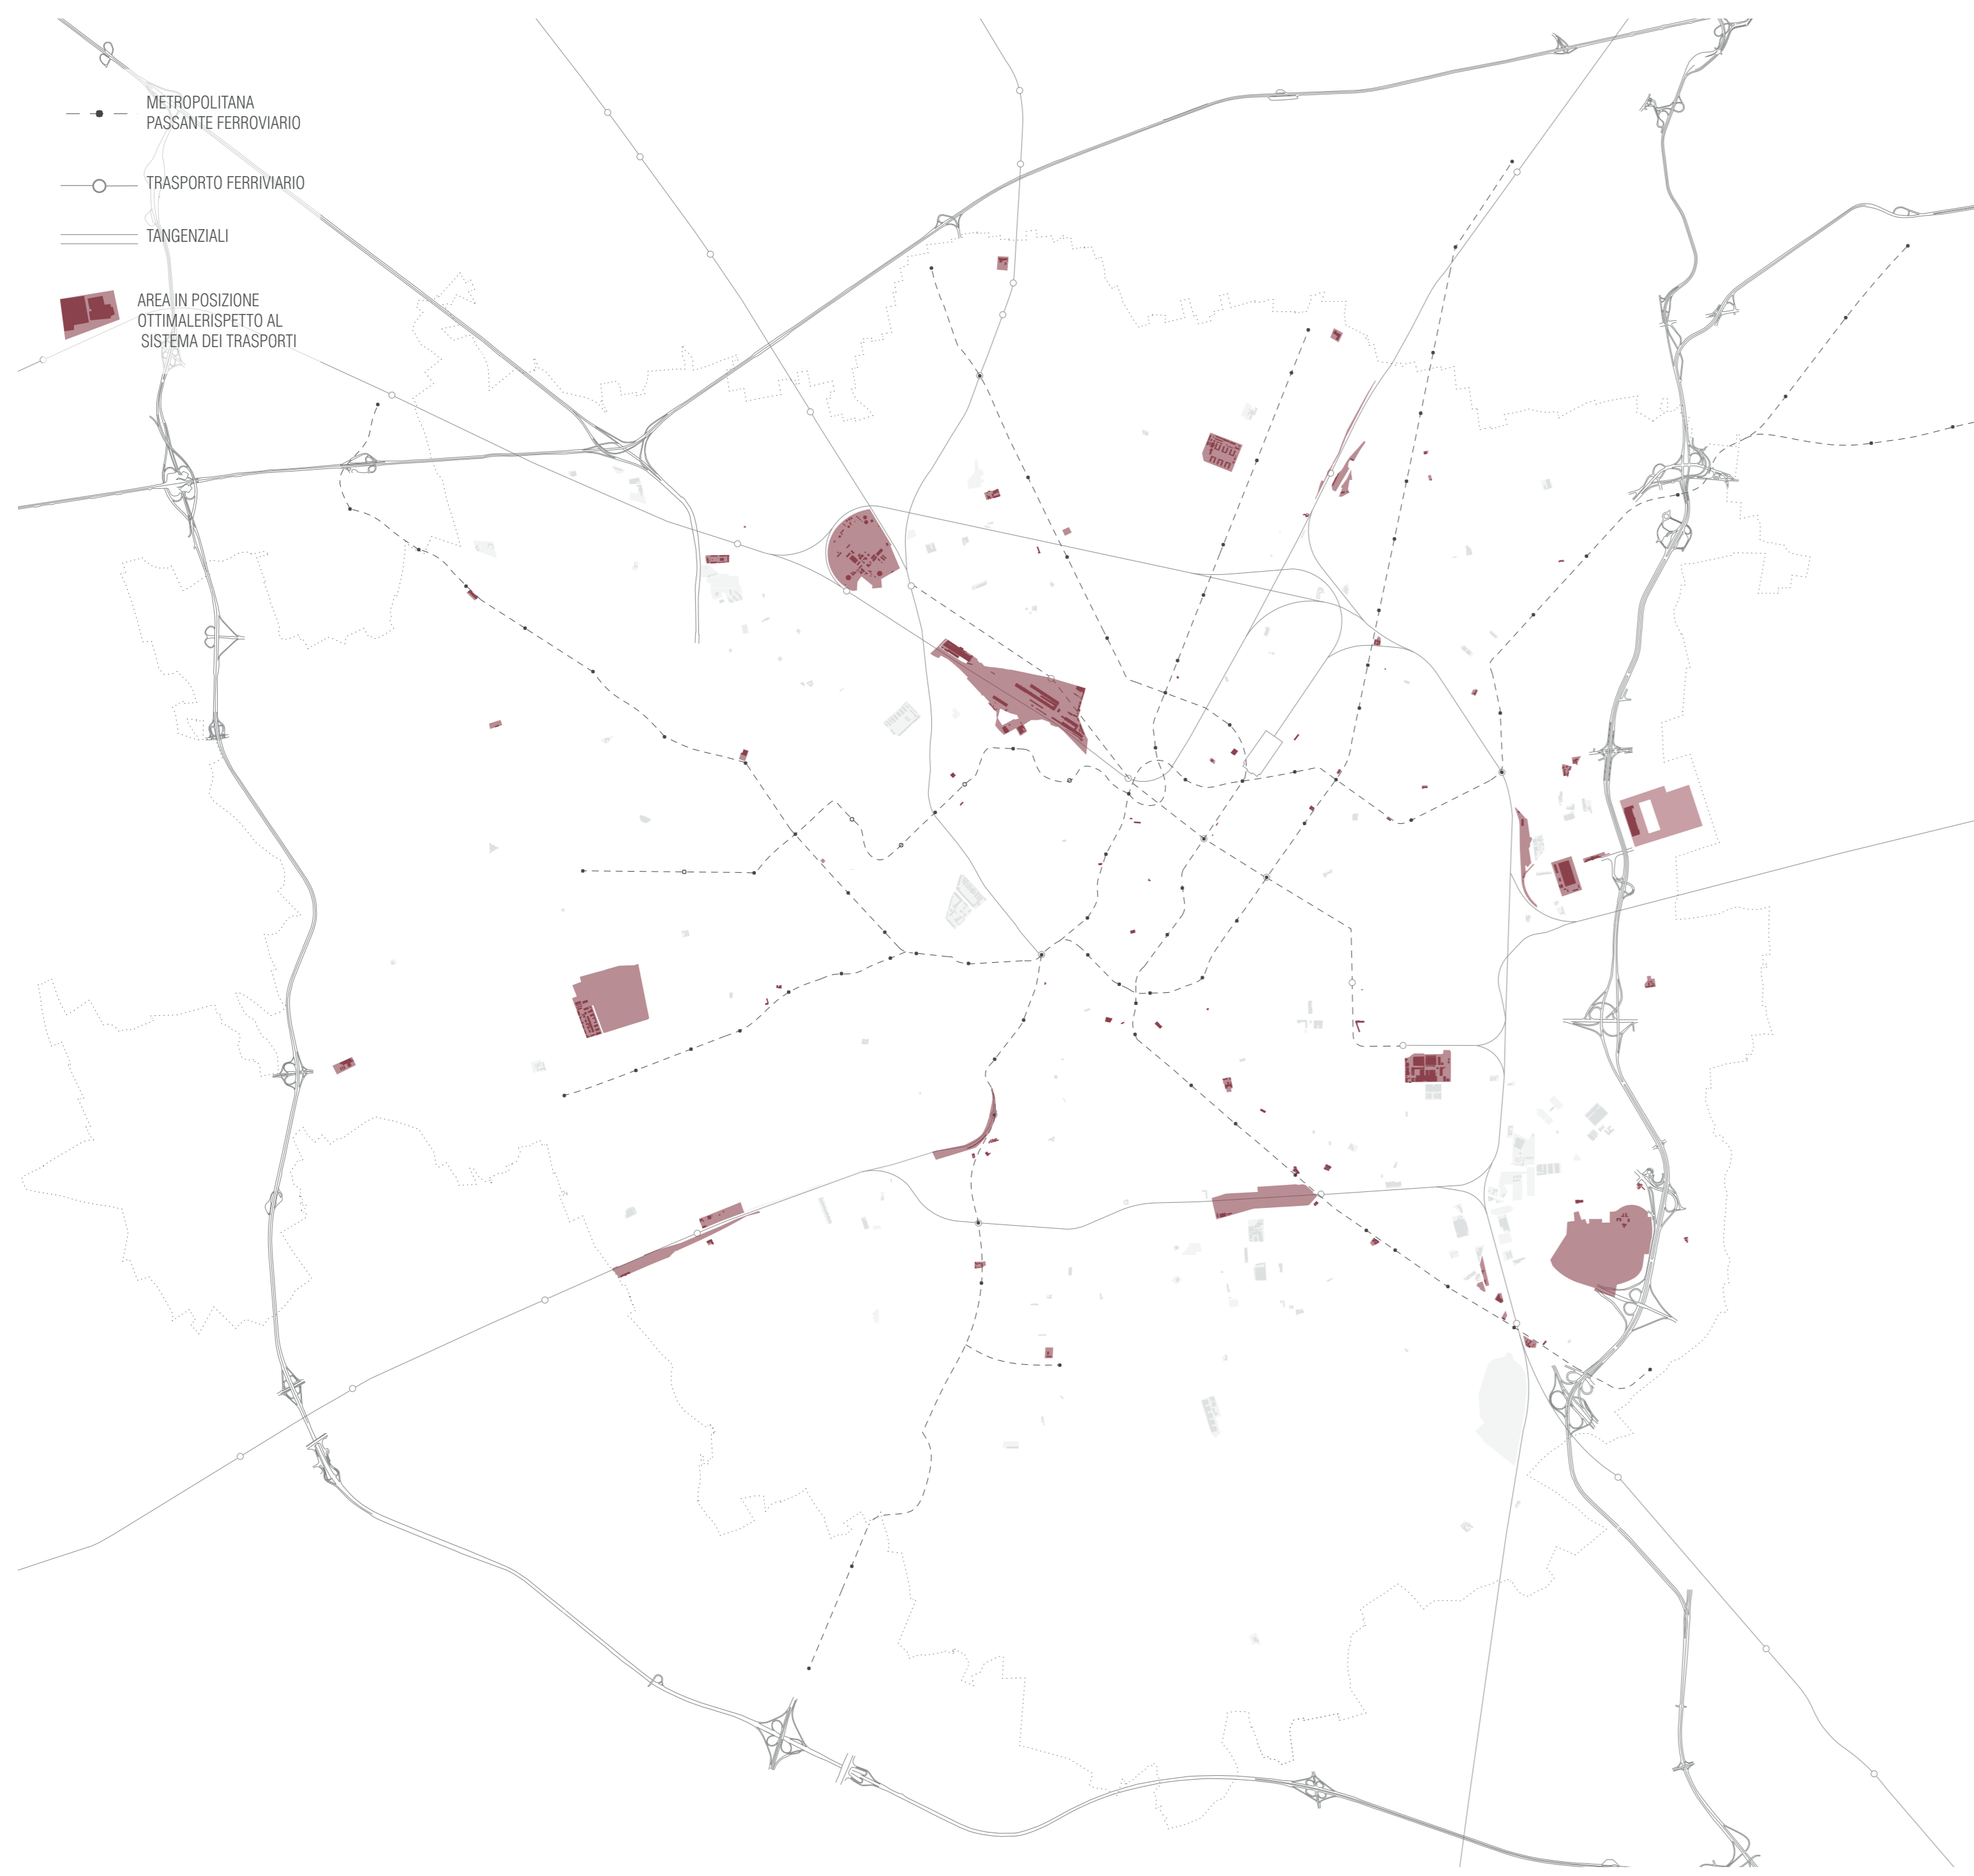 METROPOLITANA
PASSANTE FERROVIARIO
TRASPORTO FERRIVIARIO
TANGENZIALI
AREA IN POSIZIONE
OTTIMALERISPETTO AL
SISTEMA DEI TRASPORTI